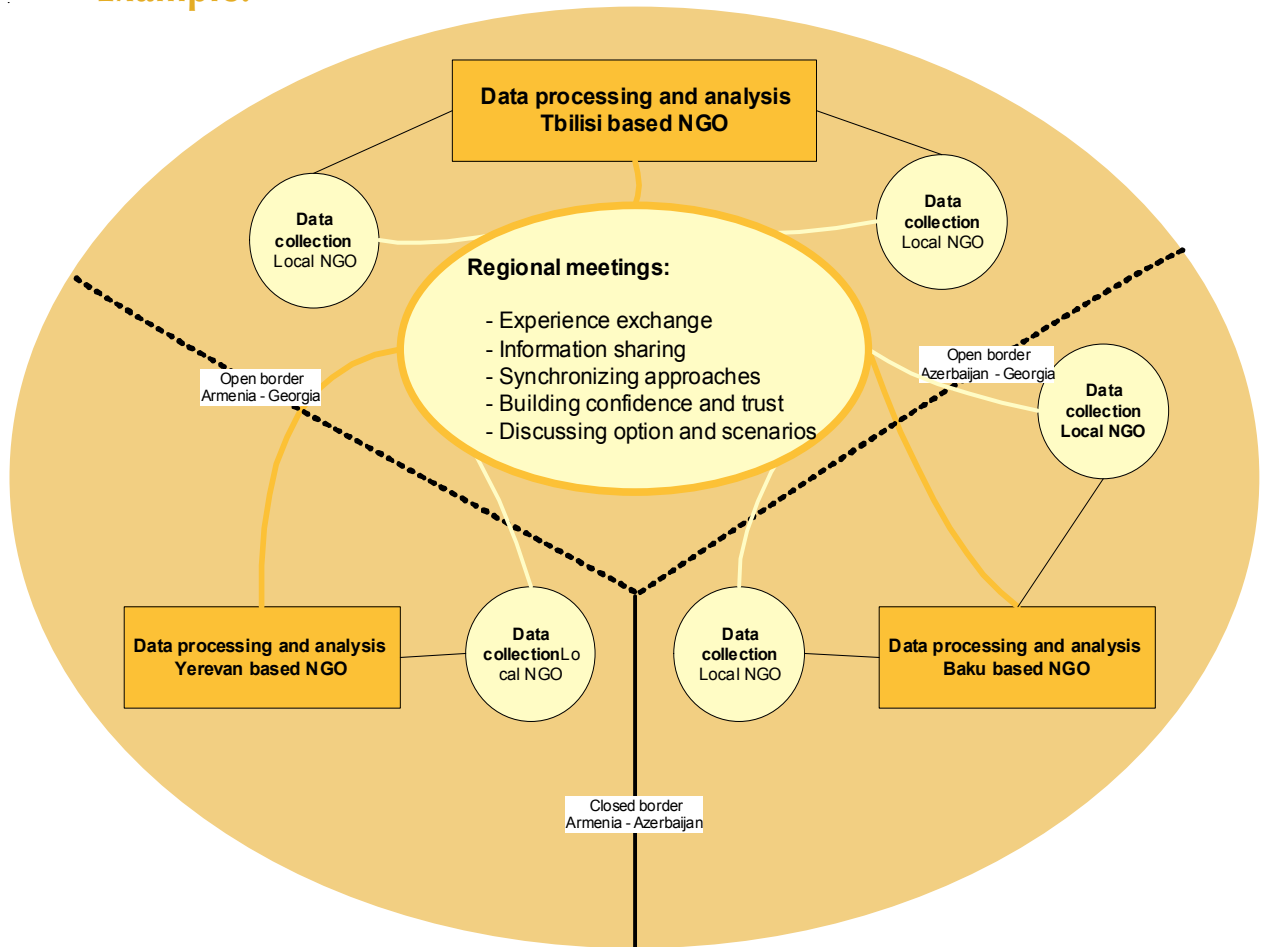 Example:
Data processing and analysis
Tbilisi based NGO
Data
collection
Local NGO
Data
collection
Local NGO
Regional meetings:
- Experience exchange
- Information sharing
- Synchronizing approaches
- Building confidence and trust
- Discussing option and scenarios
Open border
Armenia - Georgia
Open border
Azerbaijan - Georgia
Data
collection
Local NGO
Data processing and analysis
Yerevan based NGO
Data
collectionLo
cal NGO
Data
collection
Local NGO
Data processing and analysis
Baku based NGO
Closed border
Armenia - Azerbaijan